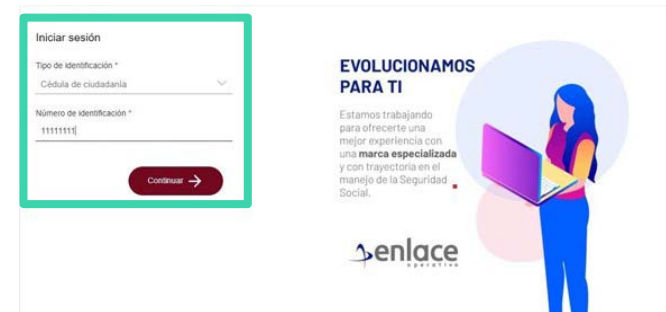 Iniciar sesión
Tipo de identificación *
Cédula de ciudadanía
Número de identificación *
11111111
Continuar →
EVOLUCIONAMOS
PARA TI
Estamos trabajando
para ofrecerte una
mejor experiencia con
una marca especializada
y con trayectoria en el
manejo de la Seguridad
Social.
enlace
operativo